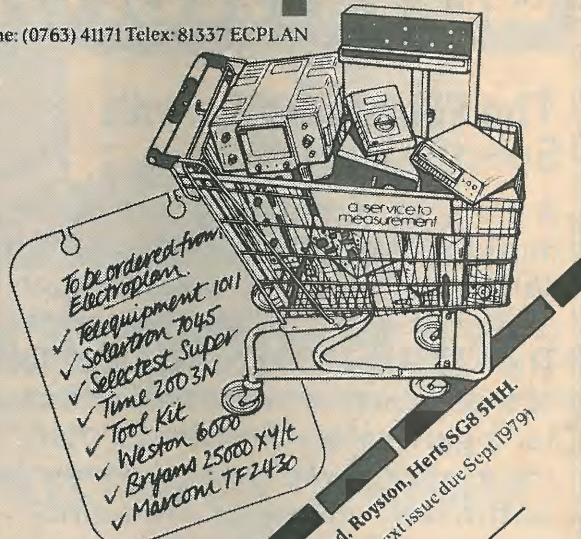 ne: (0763) 41171 Telex: 81337 ECPLAN
a service to
measurement
To be ordered from
Electroplan.
✓ Telequipment 1011
✓ Solartron 7045
✓ Selectest Super
✓ Time 2003N
✓ Tool Kit
✓ Weston 6000
✓ Bryans 25000 XY/t
✓ Marconi TF2430
d, Royston, Herts SG8 5HH.
ext issue due Sept 1979)